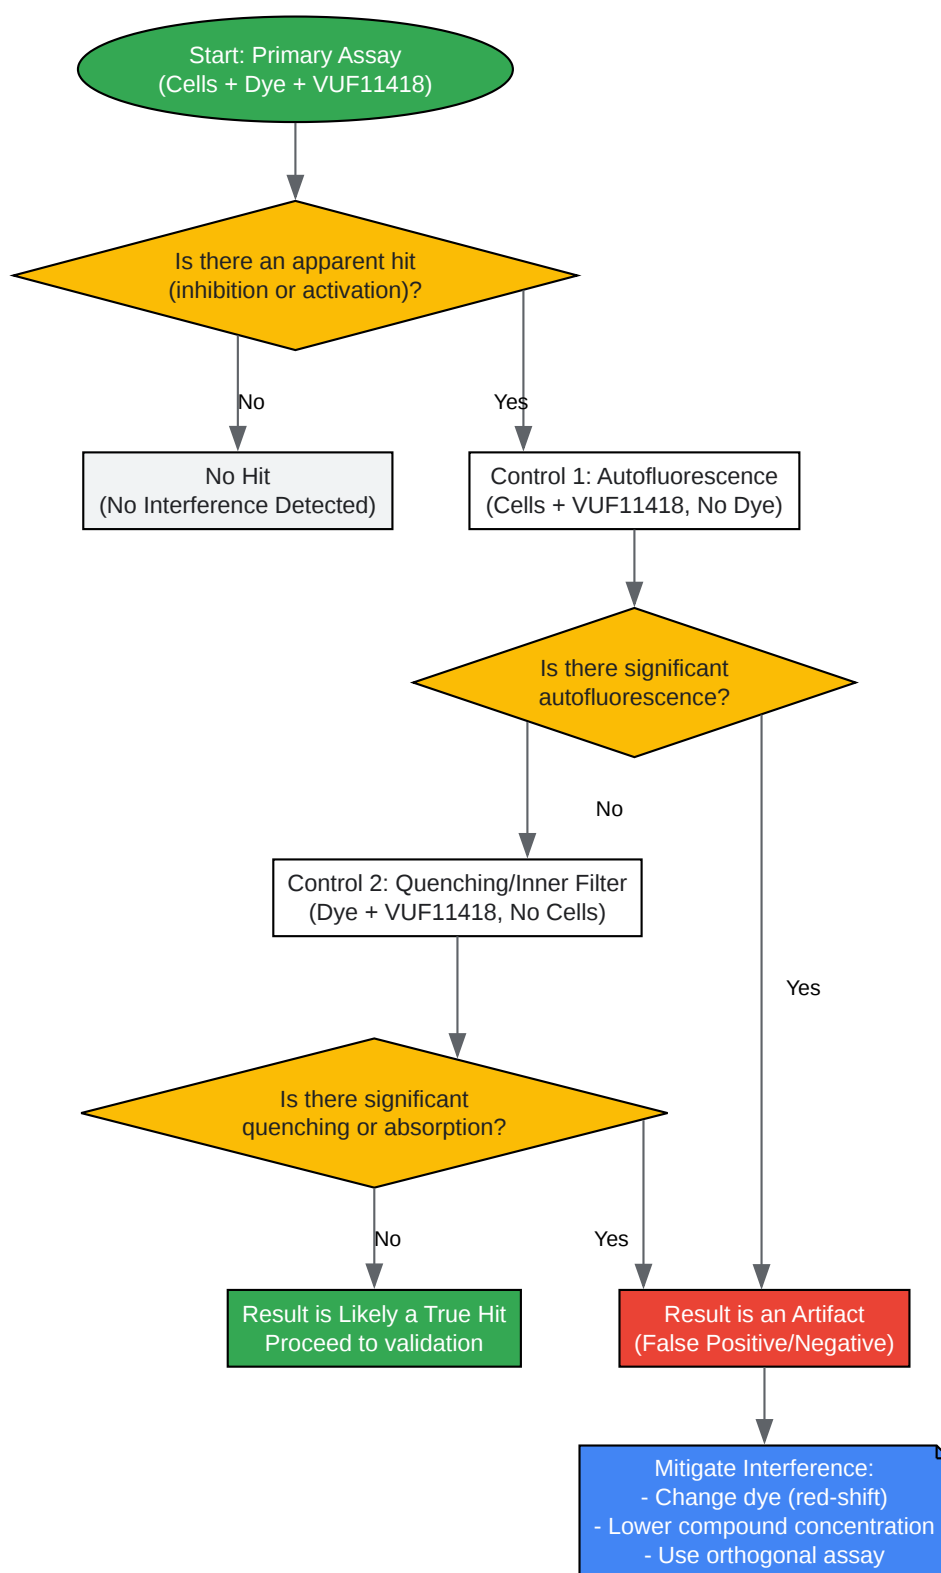 Start: Primary Assay
(Cells + Dye + VUF11418)
Is there an apparent hit
(inhibition or activation)?
No
Yes
No Hit
(No Interference Detected)
Control 1: Autofluorescence
(Cells + VUF11418, No Dye)
Is there significant
autofluorescence?
No
Control 2: Quenching/Inner Filter
(Dye + VUF11418, No Cells)
Yes
Is there significant
quenching or absorption?
No
Yes
Result is Likely a True Hit
Proceed to validation
Result is an Artifact
(False Positive/Negative)
Mitigate Interference:
- Change dye (red-shift)
- Lower compound concentration
- Use orthogonal assay